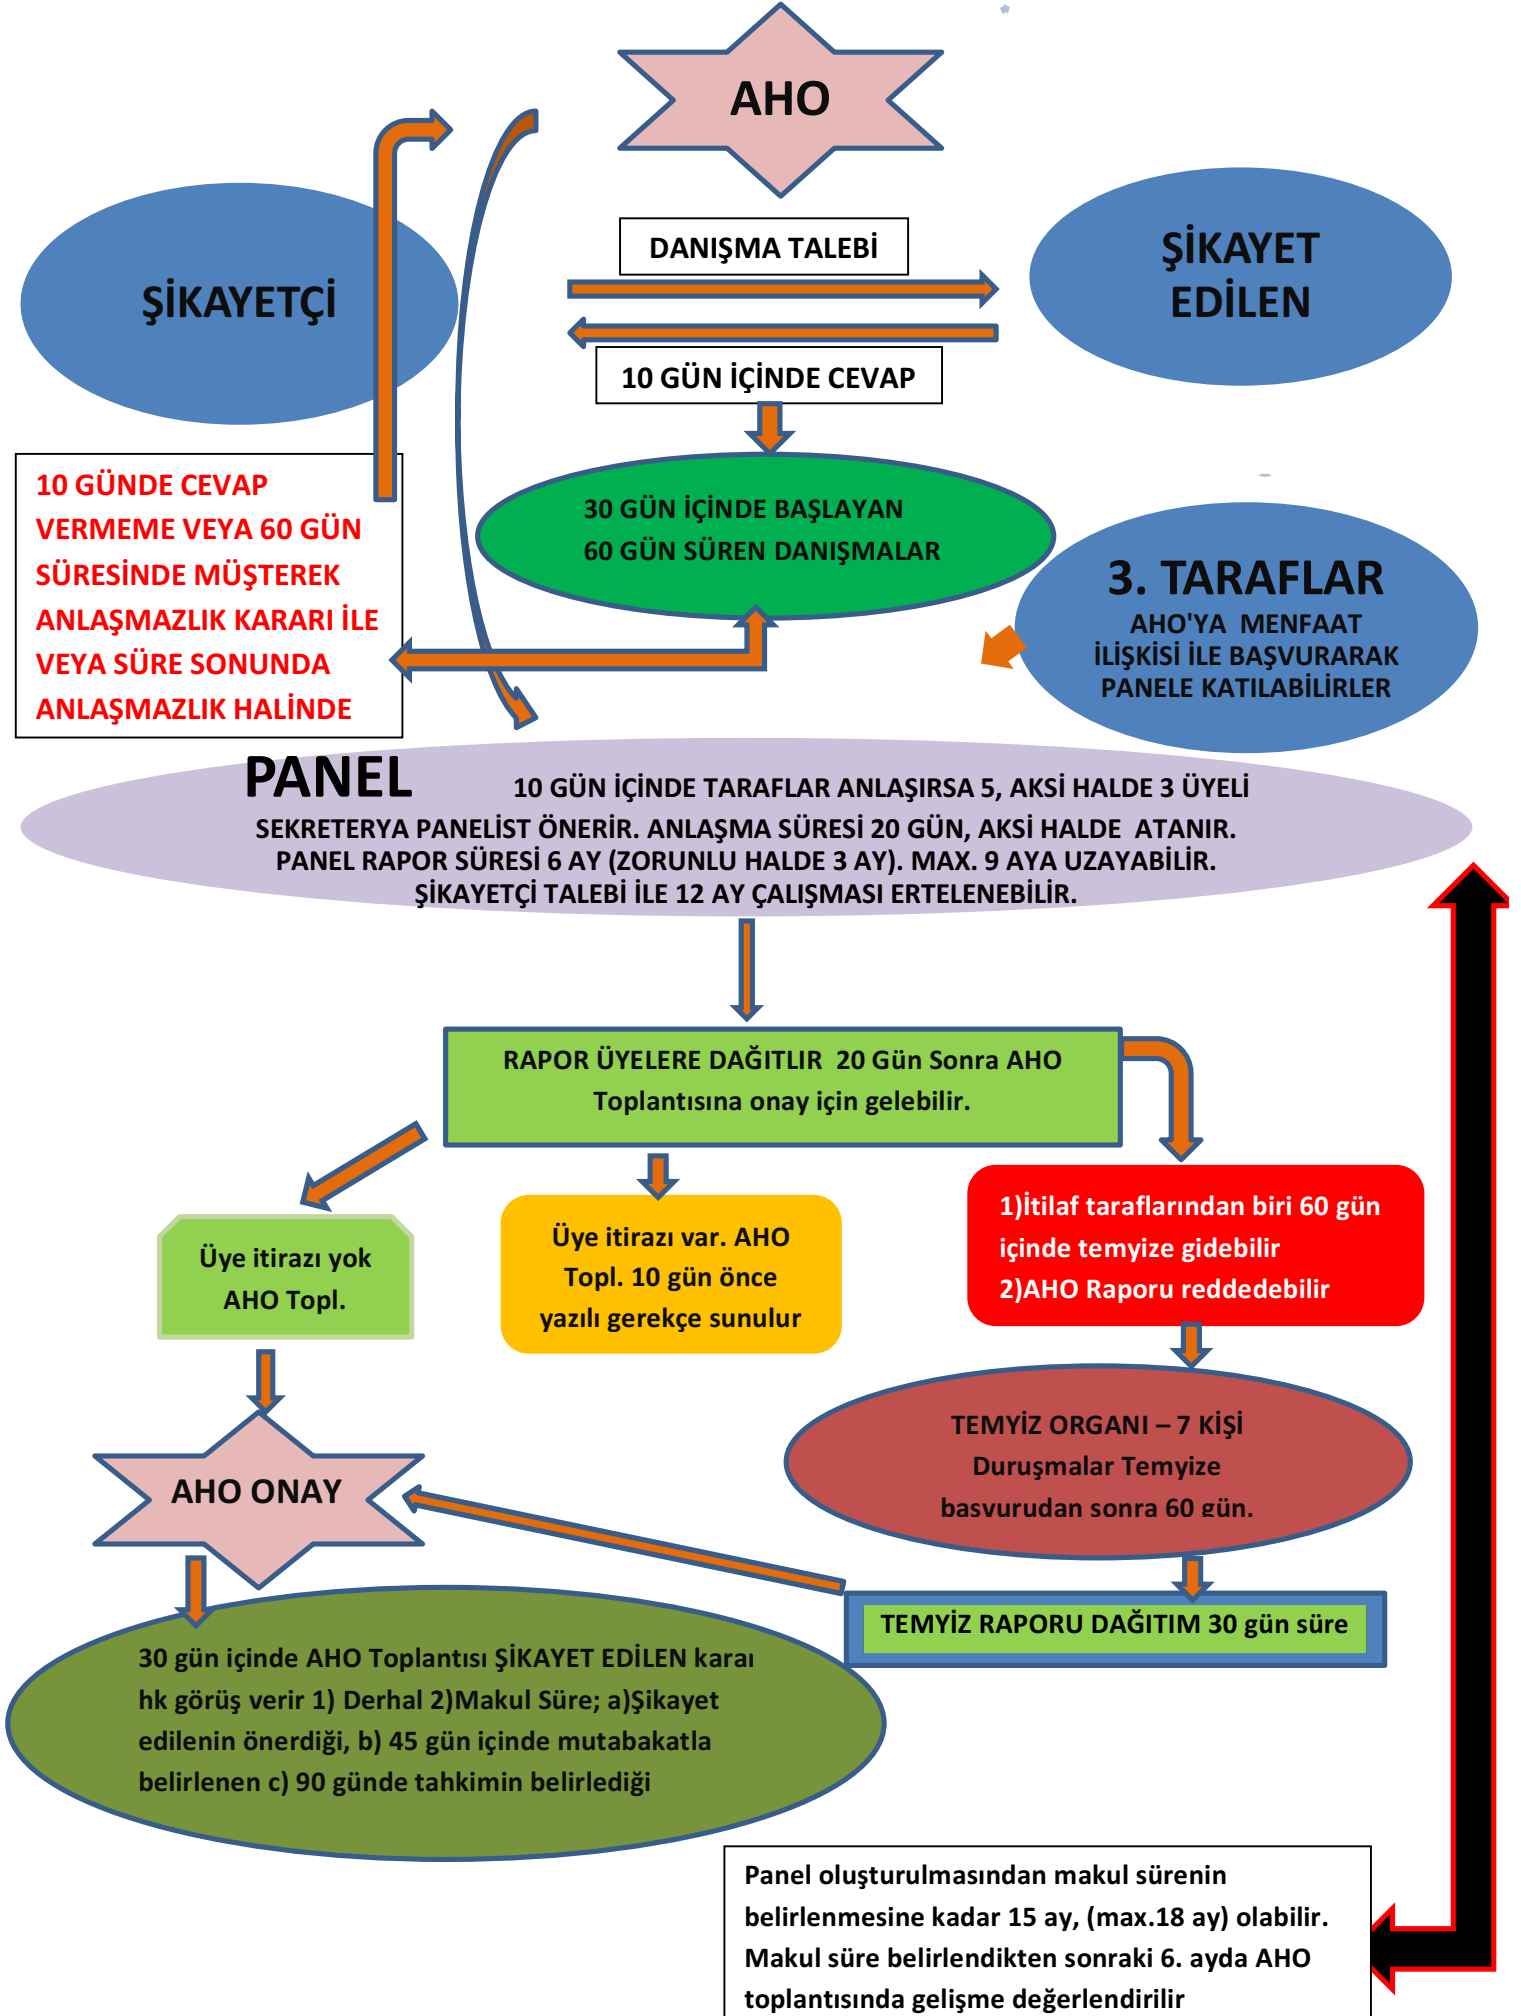 AHO
DANIŞMA TALEBİ
ŞİKAYETÇİ
ŞİKAYET
EDİLEN
10 GÜN İÇİNDE CEVAP
10 GÜNDE CEVAP
VERMEME VEYA 60 GÜN
SÜRESİNDE MÜŞTEREK
ANLAŞMAZLIK KARARI İLE
VEYA SÜRE SONUNDA
ANLAŞMAZLIK HALİNDE
30 GÜN İÇİNDE BAŞLAYAN
60 GÜN SÜREN DANIŞMALAR
3. TARAFLAR
AHO'YA MENFAAT
İLİŞKİSİ İLE BAŞVURARAK
PANELE KATILABİLİRLER
PANEL 10 GÜN İÇİNDE TARAFLAR ANLAŞIRSA 5, AKSİ HALDE 3 ÜYELİ
SEKRETERYA PANELİST ÖNERİR. ANLAŞMA SÜRESİ 20 GÜN, AKSİ HALDE ATANIR.
PANEL RAPOR SÜRESİ 6 AY (ZORUNLU HALDE 3 AY). MAX. 9 AYA UZAYABİLİR.
ŞİKAYETÇİ TALEBİ İLE 12 AY ÇALIŞMASI ERTELENEBİLİR.
RAPOR ÜYELERE DAĞITLIR 20 Gün Sonra AHO
Toplantısına onay için gelebilir.
Üye itirazı yok
AHO Topl.
Üye itirazı var. AHO
Topl. 10 gün önce
yazılı gerekçe sunulur
1)İtilaf taraflarından biri 60 gün
içinde temyize gidebilir
2)AHO Raporu reddedebilir
TEMYİZ ORGANI – 7 KİŞİ
Duruşmalar Temyize
basvurudan sonra 60 gün.
AHO ONAY
TEMYİZ RAPORU DAĞITIM 30 gün süre
30 gün içinde AHO Toplantısı ŞİKAYET EDİLEN karaı
hk görüş verir 1) Derhal 2)Makul Süre; a)Şikayet
edilenin önerdiği, b) 45 gün içinde mutabakatla
belirlenen c) 90 günde tahkimin belirlediği
Panel oluşturulmasından makul sürenin
belirlenmesine kadar 15 ay, (max.18 ay) olabilir.
Makul süre belirlendikten sonraki 6. ayda AHO
toplantısında gelişme değerlendirilir